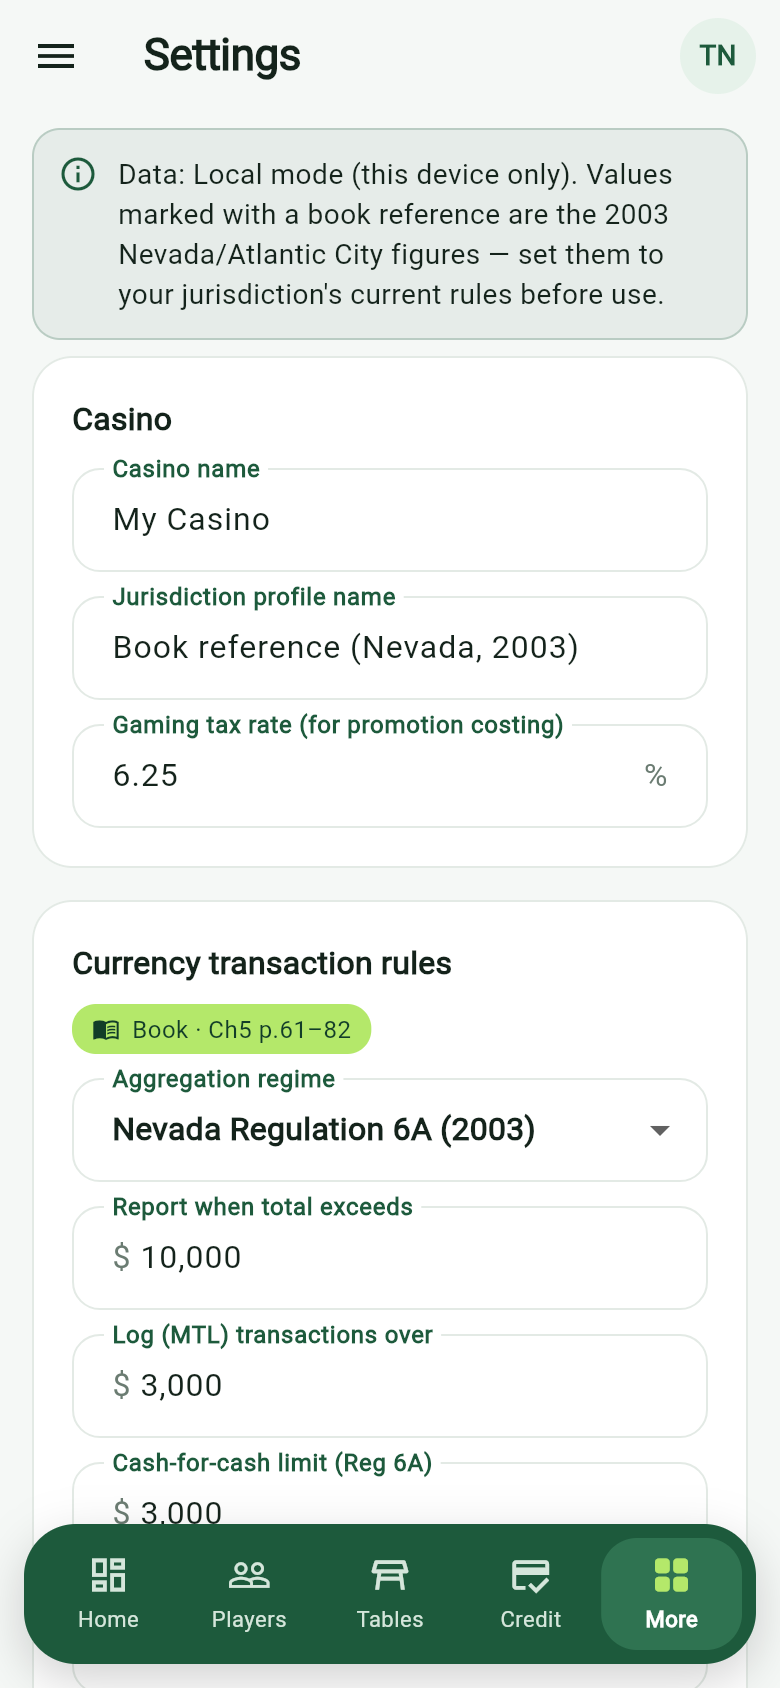 Settings
TN
Data: Local mode (this device only). Values
marked with a book reference are the 2003
Nevada/Atlantic City figures — set them to
your jurisdiction's current rules before use.
Casino
Casino name
My Casino
Jurisdiction profile name
Book reference (Nevada, 2003)
Gaming tax rate (for promotion costing)
6.25 %
Currency transaction rules
Book · Ch5 p.61–82
Aggregation regime
Nevada Regulation 6A (2003)
Report when total exceeds
$ 10,000
Log (MTL) transactions over
$ 3,000
Cash-for-cash limit (Reg 6A)
$ 3,000
Home
Players
Tables
Credit
More